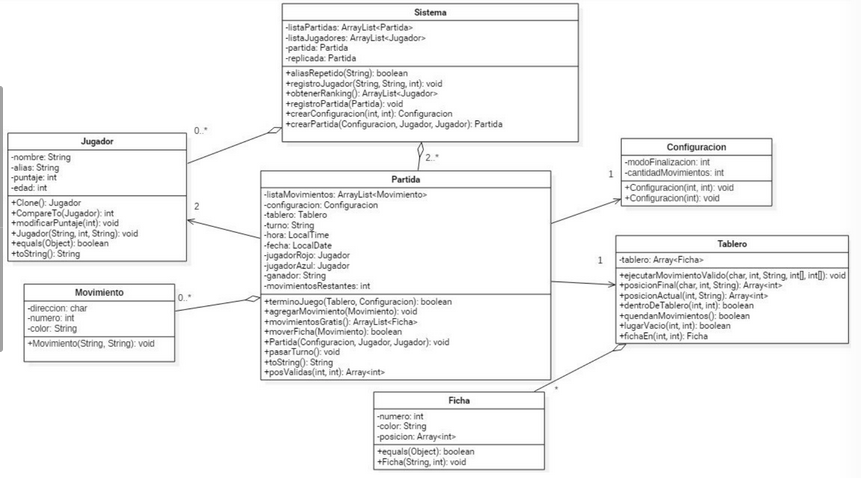 Sistema
-listaPartidas: ArrayList<Partida>
-listaJugadores: ArrayList<Jugador>
-partida: Partida
-replicada: Partida
+aliasRepetido(String): boolean
+registroJugador(String, String, int): void
+obtenerRanking(): ArrayList<Jugador>
+registroPartida(Partida): void
+crearConfiguracion(int, int): Configuracion
+crearPartida(Configuracion, Jugador, Jugador): Partida
0..*
2..*
Jugador
-nombre: String
-alias: String
-puntaje: int
-edad: int
+Clone(): Jugador
+CompareTo(Jugador): int
+modificarPuntaje(int): void
+Jugador(String, int, String): void
+equals(Object): boolean
+toString(): String
2
Partida
-listaMovimientos: ArrayList<Movimiento>
-configuracion: Configuracion
-tablero: Tablero
-turno: String
-hora: LocalTime
-fecha: LocalDate
-jugadorRojo: Jugador
-jugadorAzul: Jugador
-ganador: String
-movimientosRestantes: int
+terminoJuego(Tablero, Configuracion): boolean
+agregarMovimiento(Movimiento): void
+movimientosGratis(): ArrayList<Ficha>
+moverFicha(Movimiento): boolean
+Partida(Configuracion, Jugador, Jugador): void
+pasarTurno(): void
+toString(): String
+posValidas(int, int): Array<int>
1
Configuracion
-modoFinalizacion: int
-cantidadMovimientos: int
+Configuracion(int, int): void
+Configuracion(int): void
1
Tablero
-tablero: Array<Ficha>
+ejecutarMovimientoValido(char, int, String, int[], int[]): void
+posicionFinal(char, int, String): Array<int>
+posicionActual(int, String): Array<int>
+dentroDeTablero(int, int): boolean
+quendanMovimientos(): boolean
+lugarVacio(int, int): boolean
+fichaEn(int, int): Ficha
Movimiento
-direccion: char
-numero: int
-color: String
+Movimiento(String, String): void
0..*
*
Ficha
-numero: int
-color: String
-posicion: Array<int>
+equals(Object): boolean
+Ficha(String, int): void